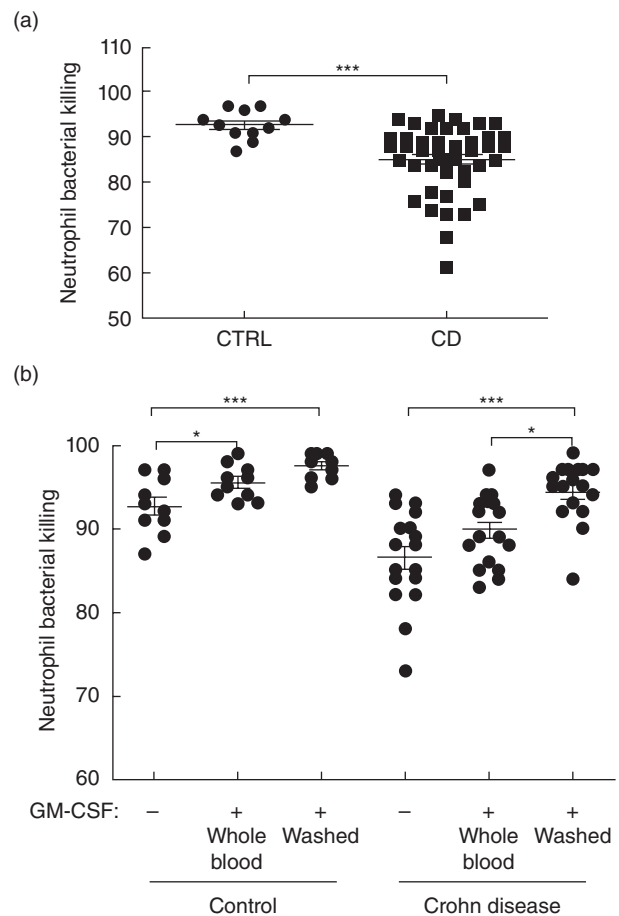 (a)
110
***
100
90
80
70
60
50
Neutrophil bacterial killing
CTRL CD
(b)
*** ***
* *
100
90
80
70
60
Neutrophil bacterial killing
GM-CSF: – + + – + +
Whole Washed Whole Washed
blood blood
Control Crohn disease